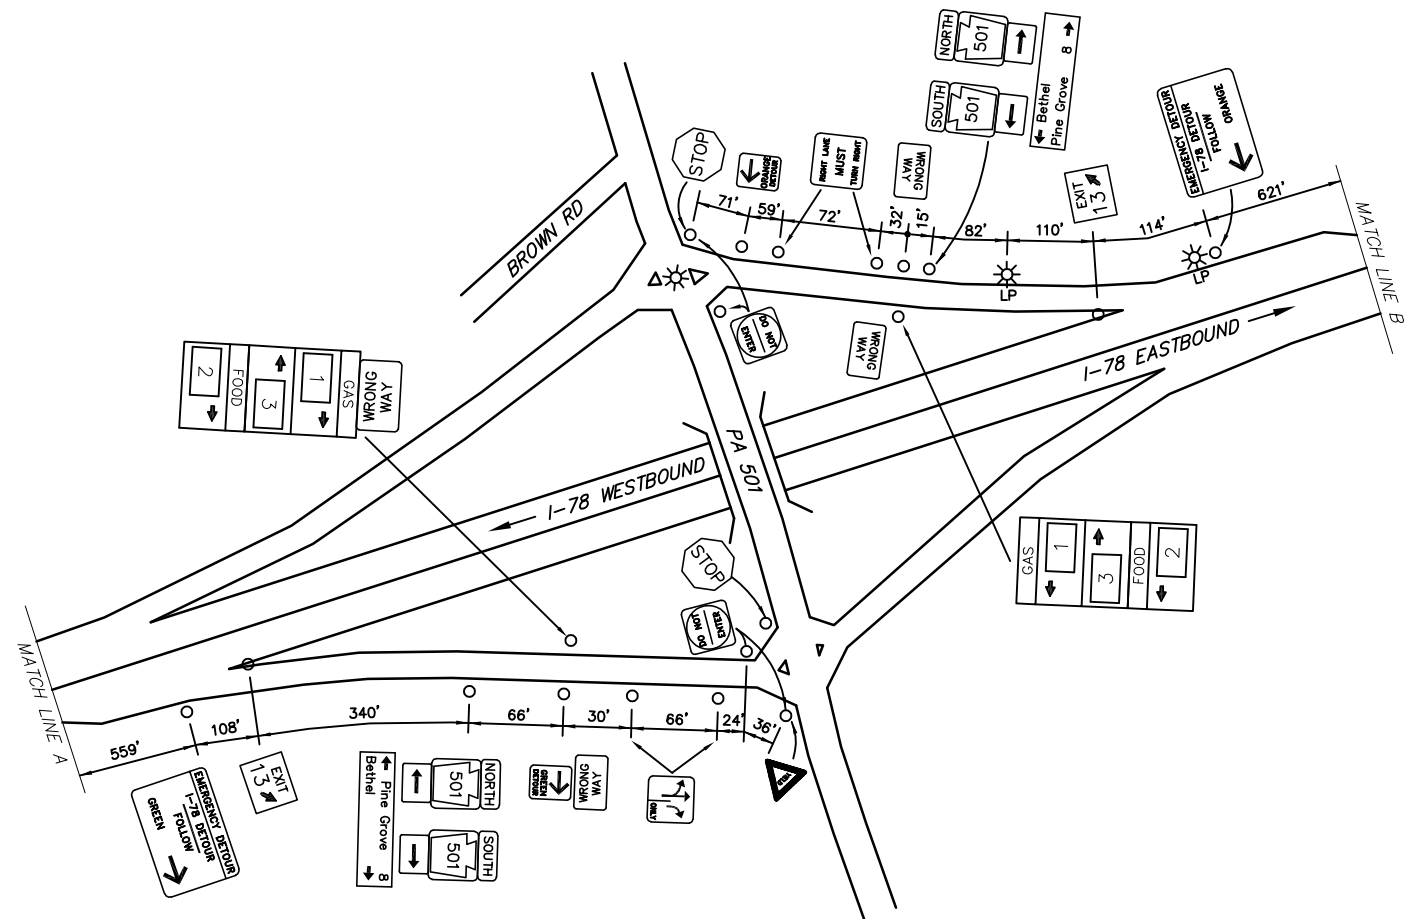 NORTH
501
8
SOUTH
501
Bethel
Pine Grove
EMERGENCY DETOUR
I-78 DETOUR
FOLLOW
ORANGE
STOP
ORANGE
DETOUR
RIGHT LANE
MUST
TURN RIGHT
WRONG
WAY
EXIT
13
621'
71'
59'
72'
32'
15'
82'
110'
114'
MATCH LINE B
BROWN RD
LP
LP
DO NOT
ENTER
WRONG
WAY
I-78 EASTBOUND
2
FOOD
3
1
GAS
WRONG
WAY
PA 501
I-78 WESTBOUND
GAS
1
3
FOOD
2
STOP
DO NOT
ENTER
MATCH LINE A
559'
108'
340'
66'
30'
66'
24'
36'
EMERGENCY DETOUR
I-78 DETOUR
FOLLOW
GREEN
EXIT
13
Pine Grove
Bethel
8
NORTH
501
SOUTH
501
GREEN
DETOUR
WRONG
WAY
ONLY
YIELD